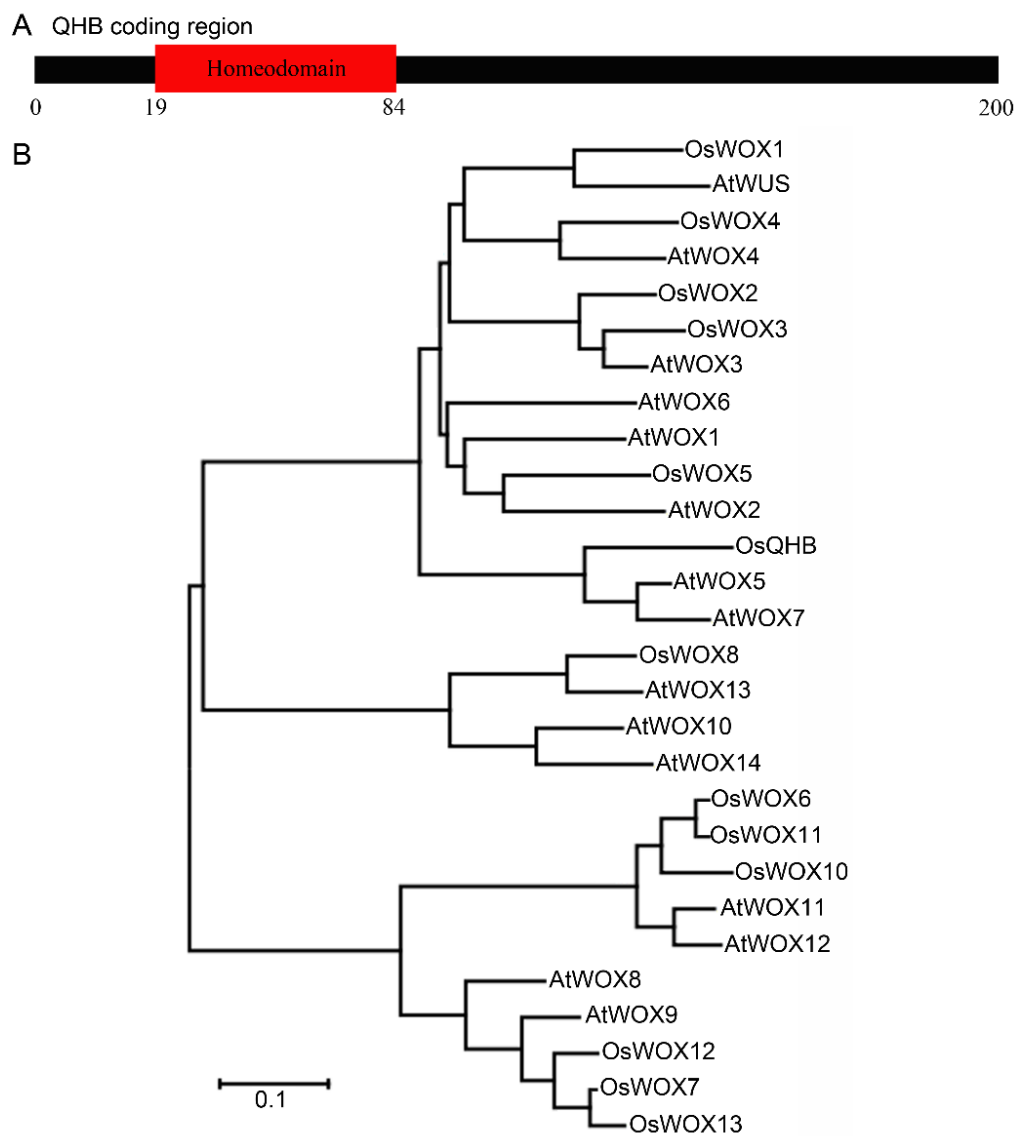 A QHB coding region
Homeodomain
0 19 84 200
B
OsWOX1
AtWUS
OsWOX4
AtWOX4
OsWOX2
OsWOX3
AtWOX3
AtWOX6
AtWOX1
OsWOX5
AtWOX2
OsQHB
AtWOX5
AtWOX7
OsWOX8
AtWOX13
AtWOX10
AtWOX14
OsWOX6
OsWOX11
OsWOX10
AtWOX11
AtWOX12
AtWOX8
AtWOX9
OsWOX12
OsWOX7
OsWOX13
0.1